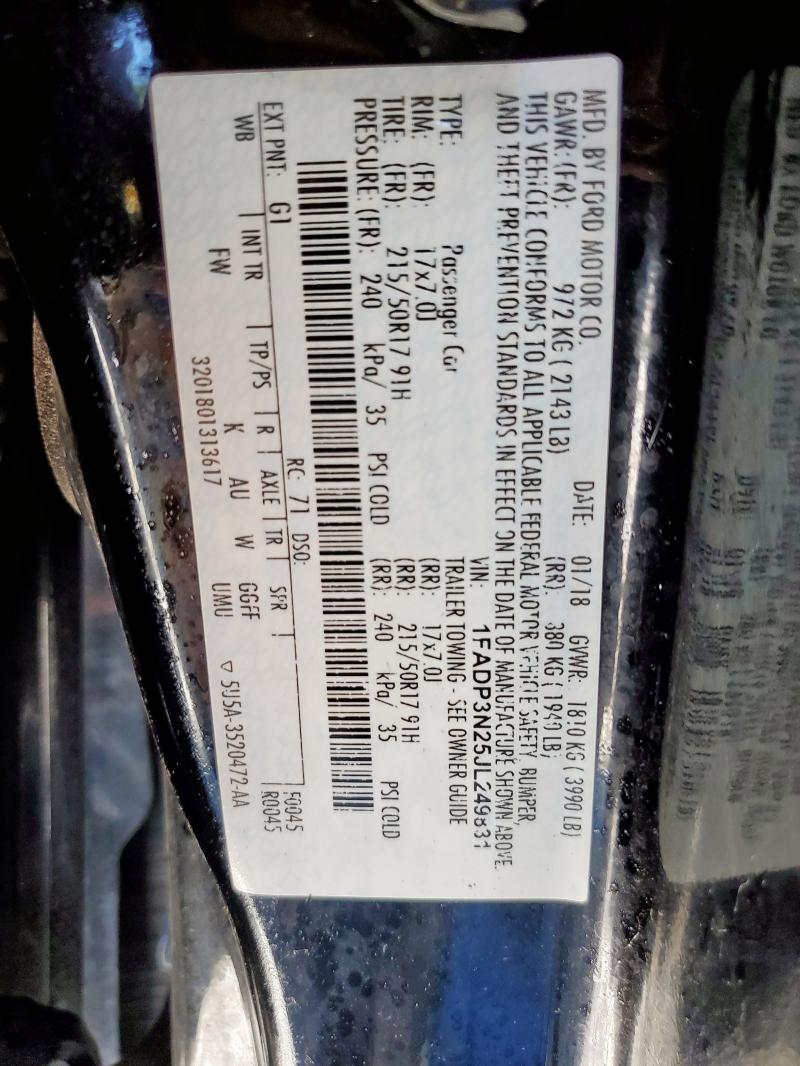 MFD. BY FORD MOTOR CO.
DATE: 01/18 GVWR: 1810 KG ( 3990 LB)
GAWR: (FR): 972 KG ( 2143 LB) (RR): 880 KG ( 1940 LB)
THIS VEHICLE CONFORMS TO ALL APPLICABLE FEDERAL MOTOR VEHICLE SAFETY, BUMPER,
AND THEFT PREVENTION STANDARDS IN EFFECT ON THE DATE OF MANUFACTURE SHOWN ABOVE.
VIN: 1FADP3N25JL249831
TYPE: Passenger Car TRAILER TOWING - SEE OWNER GUIDE
RIM: (FR): 17x7.0J (RR): 17x7.0J
TIRE: (FR): 215/50R17 91H (RR): 215/50R17 91H
PRESSURE: (FR): 240 kPa/ 35 PSI COLD (RR): 240 kPa/ 35 PSI COLD
F0045
R0045
EXT PNT: G1 RC: 71 DSO:
WB INT TR TP/PS R AXLE TR SPR
FW K AU W GGFF
UMU
3201801313617
▽ 5U5A-3520472-AA